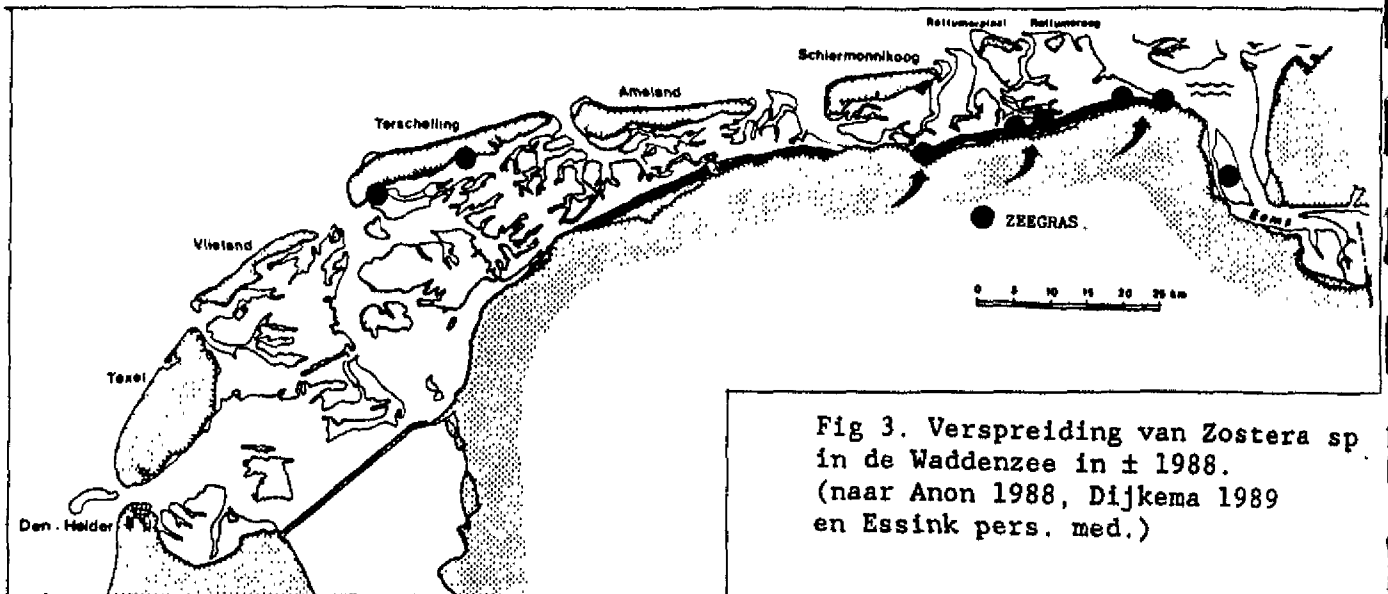 Rottumerplaat Rottumeroog
Schiermonnikoog
Ameland
Terschelling
Vlieland
Eems
ZEEGRAS
0 5 10 15 20 25 km
Texel
Den Helder
Fig 3. Verspreiding van Zostera sp
in de Waddenzee in ± 1988.
(naar Anon 1988, Dijkema 1989
en Essink pers. med.)